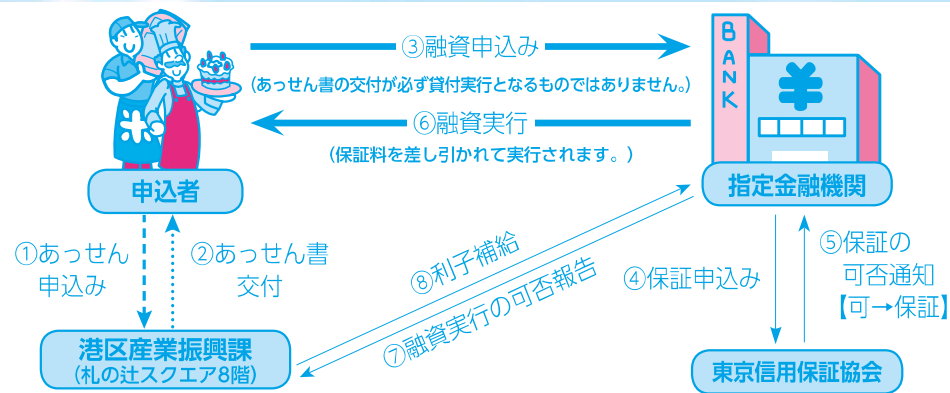 ③融資申込み
(あっせん書の交付が必ず貸付実行となるものではありません。)
⑥融資実行
(保証料を差し引かれて実行されます。)
BANK
¥
申込者
指定金融機関
①あっせん
申込み
②あっせん書
交付
⑧利子補給
⑦融資実行の可否報告
④保証申込み
⑤保証の
可否通知
【可→保証】
港区産業振興課
(札の辻スクエア8階)
東京信用保証協会